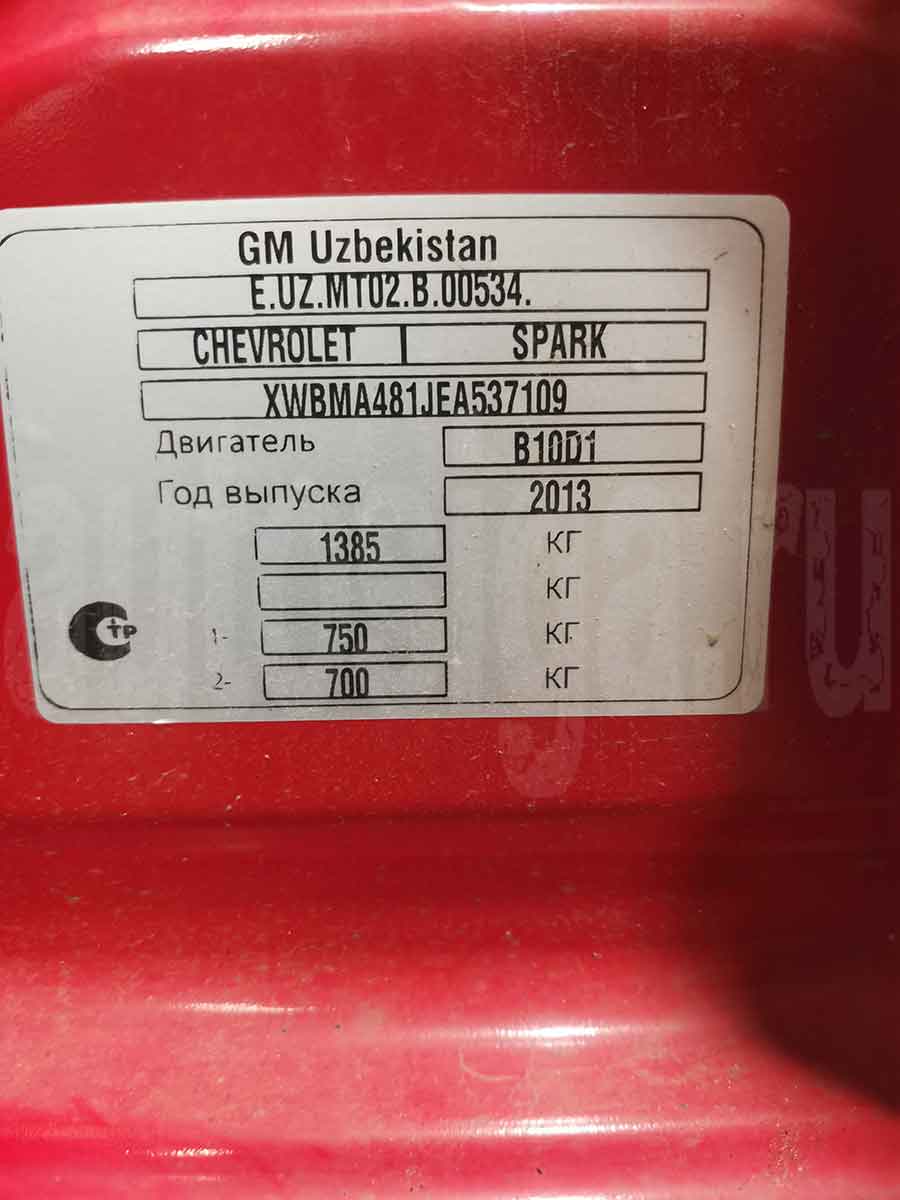 GM Uzbekistan
E.UZ.MT02.B.00534.
CHEVROLET SPARK
XWBMA481JEA537109
Двигатель B10D1
Год выпуска 2013
1385 КГ
КГ
1- 750 КГ
2- 700 КГ
СТР